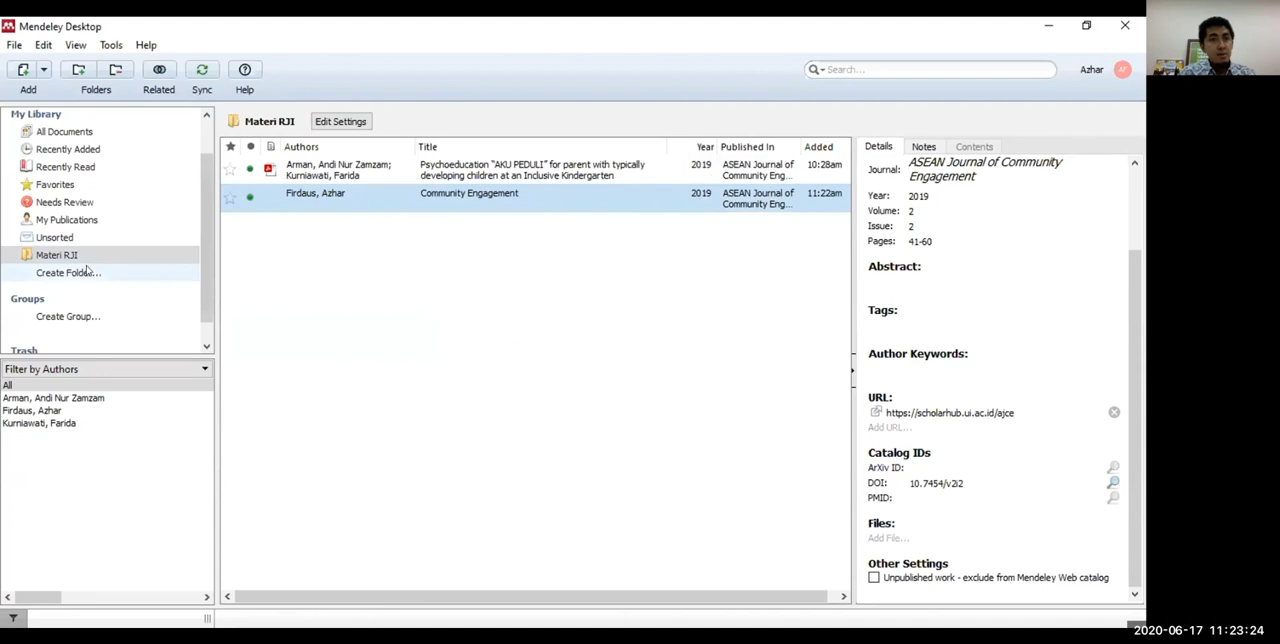 Mendeley Desktop
File Edit View Tools Help
Search...
Azhar AF
Add Folders Related Sync Help
My Library
All Documents
Recently Added
Recently Read
Favorites
Needs Review
My Publications
Unsorted
Materi RJI
Create Folder...
Groups
Create Group...
Trash
Filter by Authors
All
Arman, Andi Nur Zamzam
Firdaus, Azhar
Kurniawati, Farida
Materi RJI Edit Settings
Authors Title Year Published In Added
Arman, Andi Nur Zamzam; Psychoeducation “AKU PEDULI” for parent with typically 2019 ASEAN Journal of 10:28am
Kurniawati, Farida developing children at an Inclusive Kindergarten Community Eng...
Firdaus, Azhar Community Engagement 2019 ASEAN Journal of 11:22am
Community Eng...
Details Notes Contents
Journal: ASEAN Journal of Community
Engagement
Year: 2019
Volume: 2
Issue: 2
Pages: 41-60
Abstract:
Tags:
Author Keywords:
URL:
https://scholarhub.ui.ac.id/ajce
Add URL...
Catalog IDs
ArXiv ID:
DOI: 10.7454/v2i2
PMID:
Files:
Add File...
Other Settings
Unpublished work - exclude from Mendeley Web catalog
2020-06-17 11:23:24